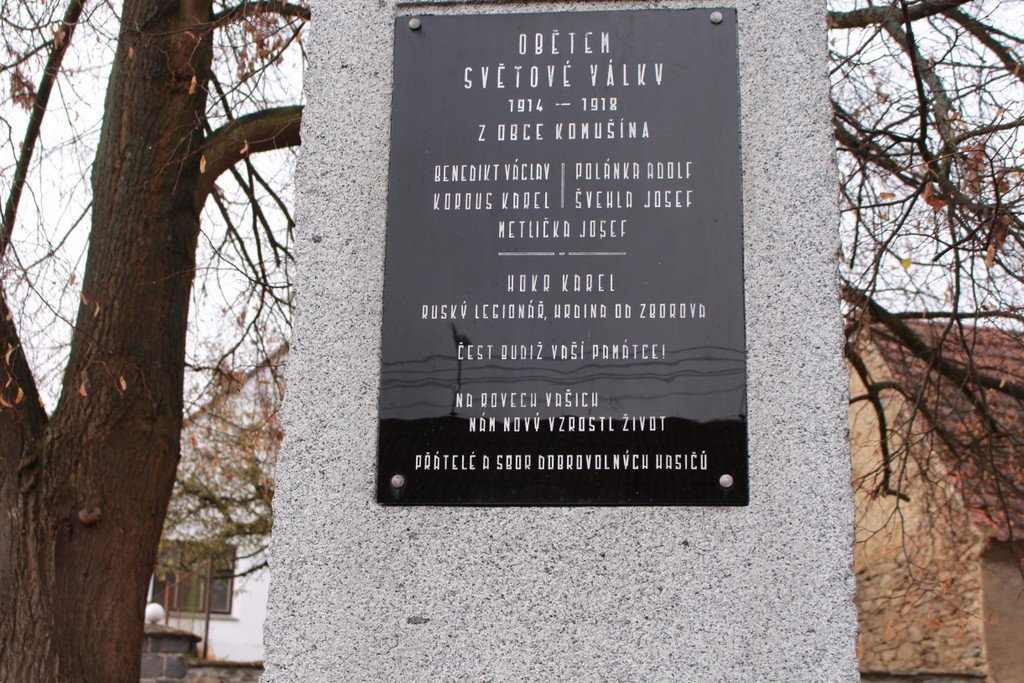 OBĚTEM
SVĚTOVÉ VÁLKY
1914 — 1918
Z OBCE KOMUŠÍNA
BENEDIKT VÁCLAV | POLÁNKA ADOLF
KOROUS KAREL | ŠVEHLA JOSEF
METLIČKA JOSEF
HOKR KAREL
RUSKÝ LEGIONÁŘ, HRDINA OD ZBOROVA
ČEST BUDIŽ VAŠÍ PAMÁTCE!
NA ROVECH VAŠICH
NÁM NOVÝ VZROSTL ŽIVOT
PŘÁTELÉ A SBOR DOBROVOLNÝCH HASIČŮ